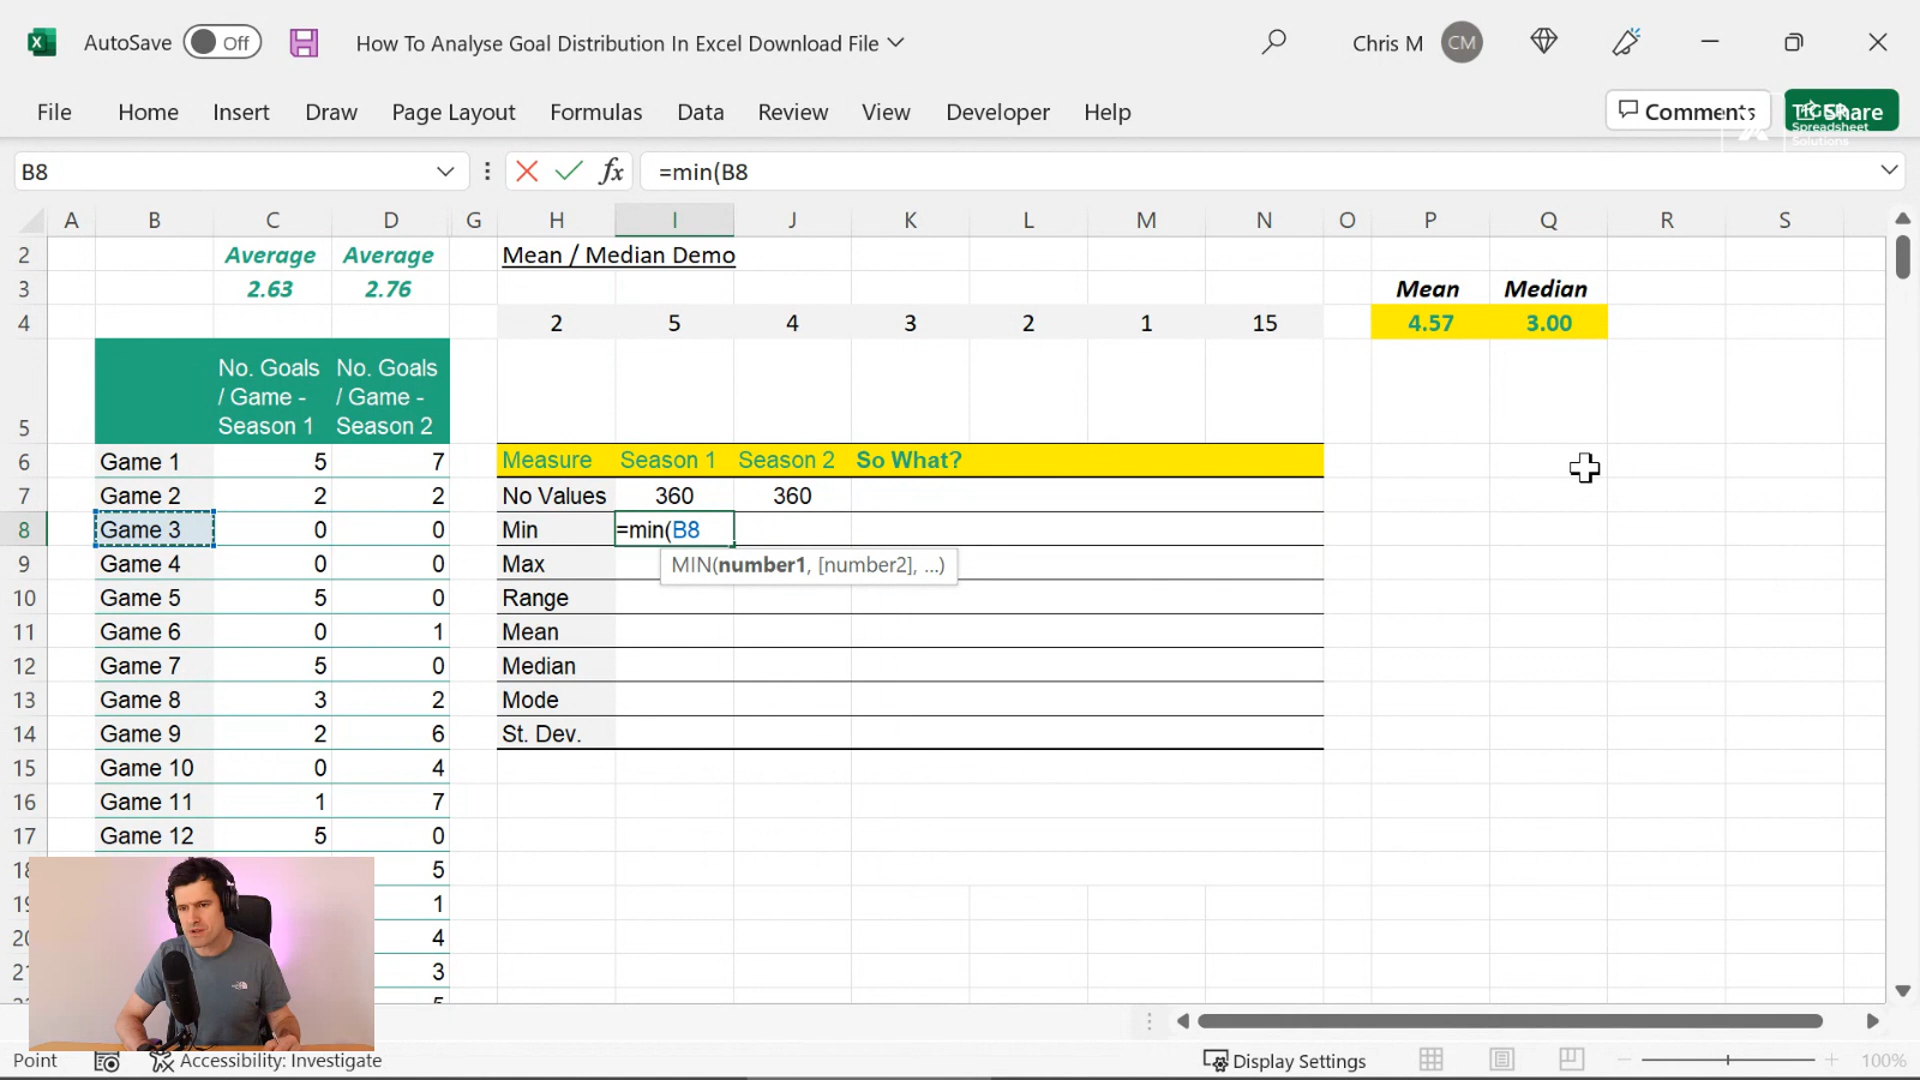 AutoSave Off How To Analyse Goal Distribution In Excel Download File Chris M CM
File Home Insert Draw Page Layout Formulas Data Review View Developer Help Comments Share
TIGER
Spreadsheet
Solutions
B8 fx =min(B8
A B C D G H I J K L M N O P Q R S
2 Average Average Mean / Median Demo
3 2.63 2.76 Mean Median
4 2 5 4 3 2 1 15 4.57 3.00
No. Goals No. Goals
/ Game - / Game -
5 Season 1 Season 2
6 Game 1 5 7 Measure Season 1 Season 2 So What?
7 Game 2 2 2 No Values 360 360
8 Game 3 0 0 Min =min(B8
9 Game 4 0 0 Max MIN(number1, [number2], ...)
10 Game 5 5 0 Range
11 Game 6 0 1 Mean
12 Game 7 5 0 Median
13 Game 8 3 2 Mode
14 Game 9 2 6 St. Dev.
15 Game 10 0 4
16 Game 11 1 7
17 Game 12 5 0
18 5
19 1
20 4
21 3
Point Accessibility: Investigate Display Settings 100%